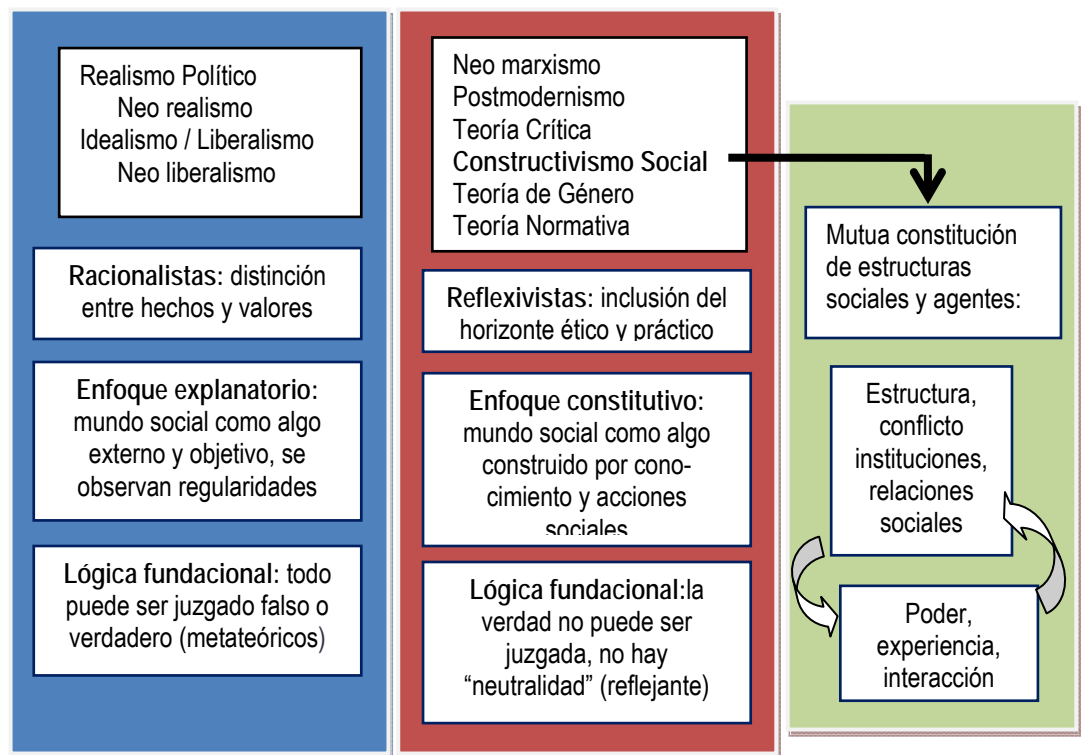 Realismo Político
Neo realismo
Idealismo / Liberalismo
Neo liberalismo
Racionalistas: distinción
entre hechos y valores
Enfoque explanatorio:
mundo social como algo
externo y objetivo, se
observan regularidades
Lógica fundacional: todo
puede ser juzgado falso o
verdadero (metateóricos)
Neo marxismo
Postmodernismo
Teoría Crítica
Constructivismo Social
Teoría de Género
Teoría Normativa
Reflexivistas: inclusión del
horizonte ético y práctico
Enfoque constitutivo:
mundo social como algo
construido por cono-
cimiento y acciones
sociales
Lógica fundacional:la
verdad no puede ser
juzgada, no hay
“neutralidad” (reflejante)
Mutua constitución
de estructuras
sociales y agentes:
Estructura,
conflicto
instituciones,
relaciones
sociales
Poder,
experiencia,
interacción